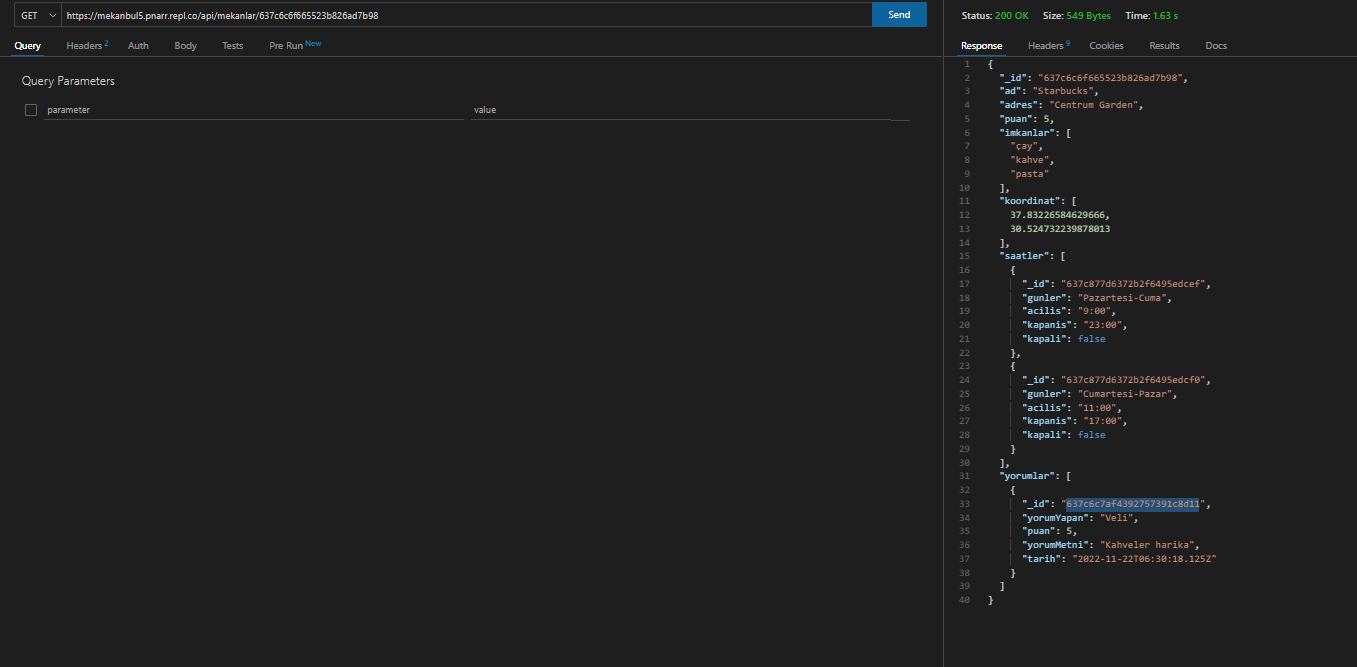 GET https://mekanbul5.pnarr.repl.co/api/mekanlar/637c6c6f665523b826ad7b98 Send
Query Headers 2 Auth Body Tests Pre Run New
Query Parameters
parameter value
Status: 200 OK Size: 549 Bytes Time: 1.63 s
Response Headers 9 Cookies Results Docs
1 {
2 "_id": "637c6c6f665523b826ad7b98",
3 "ad": "Starbucks",
4 "adres": "Centrum Garden",
5 "puan": 5,
6 "imkanlar": [
7 "çay",
8 "kahve",
9 "pasta"
10 ],
11 "koordinat": [
12 37.83226584629666,
13 30.524732239878013
14 ],
15 "saatler": [
16 {
17 "_id": "637c877d6372b2f6495edcef",
18 "gunler": "Pazartesi-Cuma",
19 "acilis": "9:00",
20 "kapanis": "23:00",
21 "kapali": false
22 },
23 {
24 "_id": "637c877d6372b2f6495edcf0",
25 "gunler": "Cumartesi-Pazar",
26 "acilis": "11:00",
27 "kapanis": "17:00",
28 "kapali": false
29 }
30 ],
31 "yorumlar": [
32 {
33 "_id": "637c6c7af4392757391c8d11",
34 "yorumYapan": "Veli",
35 "puan": 5,
36 "yorumMetni": "Kahveler harika",
37 "tarih": "2022-11-22T06:30:18.125Z"
38 }
39 ]
40 }